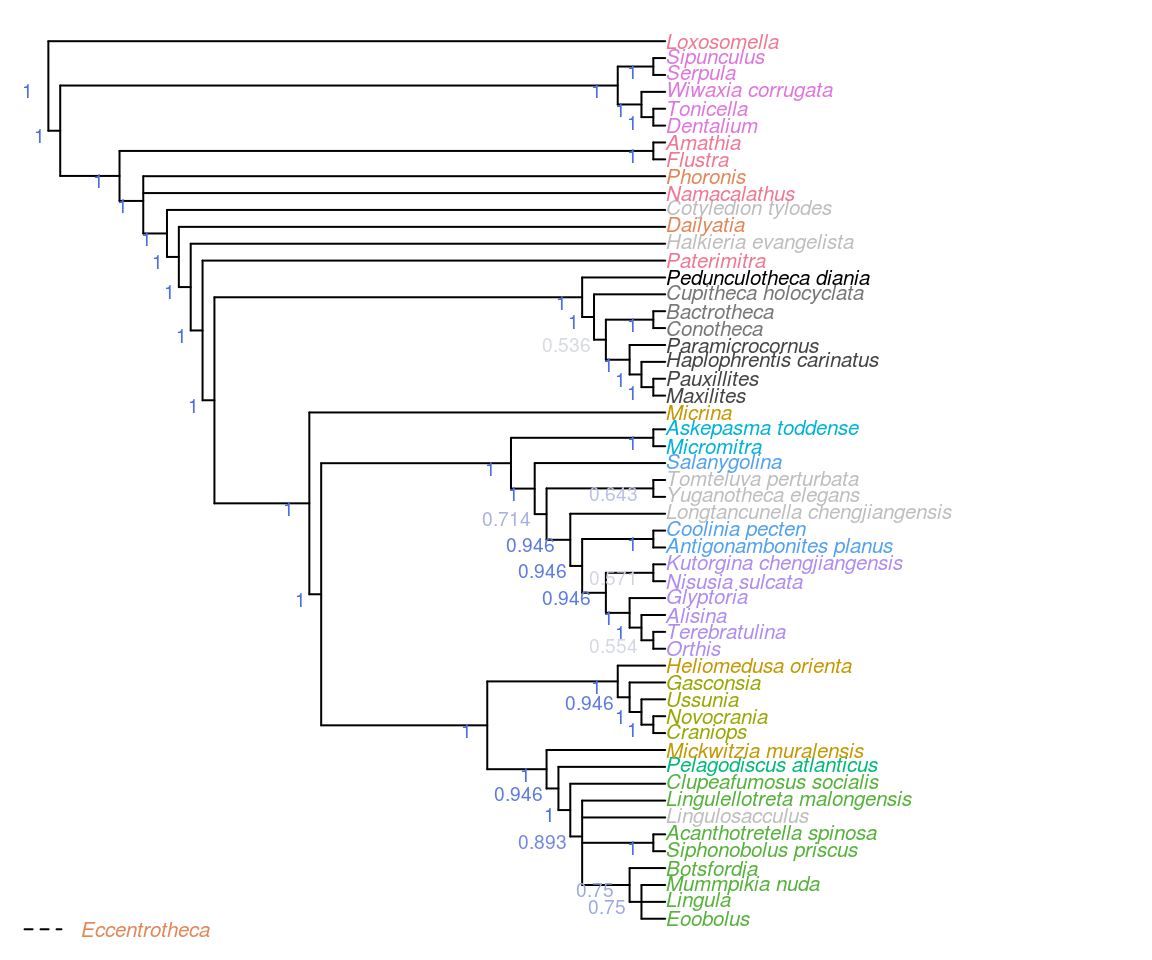 Loxosomella
Sipunculus
1
Serpula
1
1
Wiwaxia corrugata
1
Tonicella
1
Dentalium
1
Amathia
1
Flustra
Phoronis
1
Namacalathus
1
Cotyledion tylodes
Dailyatia
1
Halkieria evangelista
1
Paterimitra
Pedunculotheca diania
1
Cupitheca holocyclata
1
Bactrotheca
1
Conotheca
1
0.536
Paramicrocornus
Haplophrentis carinatus
1
Pauxillites
1
1
Maxilites
1
Micrina
Askepasma toddense
1
Micromitra
Salanygolina
1
Tomteluva perturbata
0.643
Yuganotheca elegans
1
Longtancunella chengjiangensis
1
0.714
Coolinia pecten
0.946
1
Antigonambonites planus
Kutorgina chengjiangensis
0.946
0.571
Nisusia sulcata
0.946
Glyptoria
1
Alisina
1
Terebratulina
1
0.554
Orthis
Heliomedusa orienta
1
Gasconsia
0.946
Ussunia
1
Novocrania
1
1
Craniops
Mickwitzia muralensis
Pelagodiscus atlanticus
1
Clupeafumosus socialis
0.946
Lingulellotreta malongensis
1
Lingulosacculus
Acanthotretella spinosa
0.893
1
Siphonobolus priscus
Botsfordia
0.75
Mummpikia nuda
0.75
Lingula
Eoobolus
Eccentrotheca